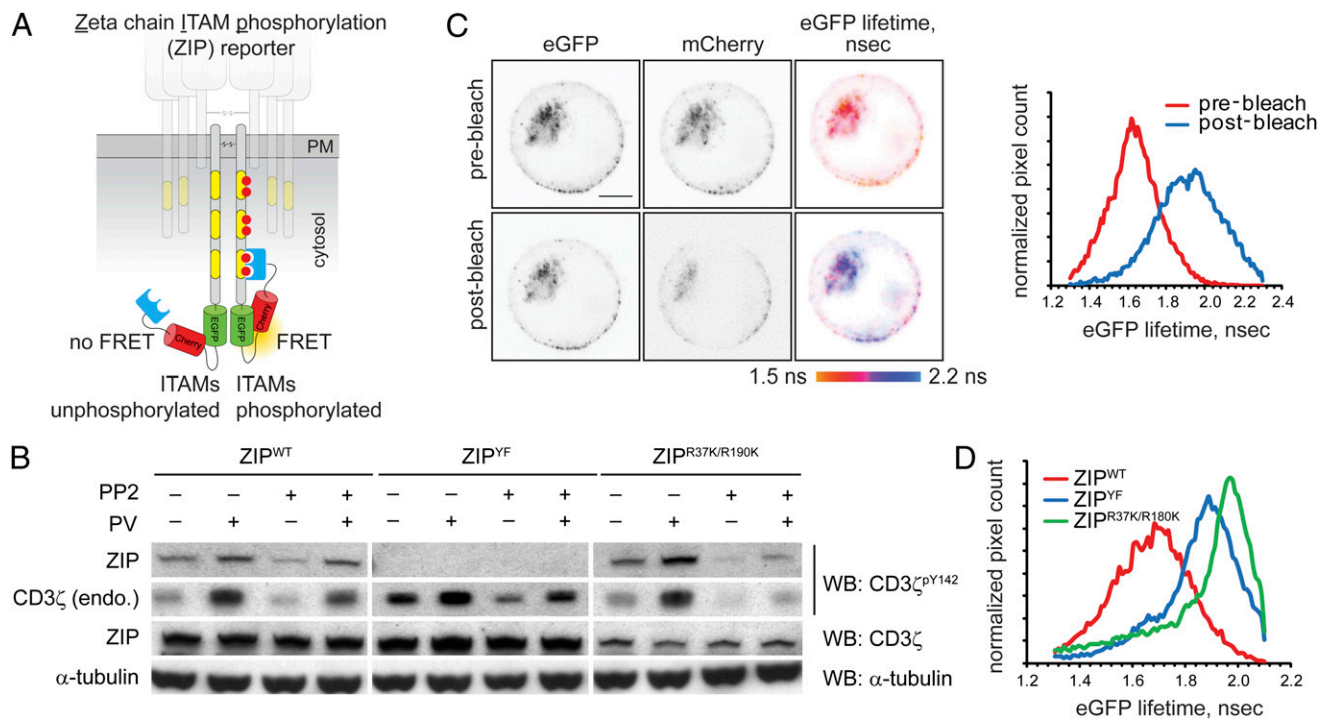 A
Zeta chain ITAM phosphorylation
(ZIP) reporter
-s-s-
PM
-s-s-
cytosol
EGFP
EGFP
Cherry
Cherry
no FRET
FRET
ITAMs
unphosphorylated
ITAMs
phosphorylated
C
eGFP
mCherry
eGFP lifetime,
nsec
pre-bleach
post-bleach
1.5 ns
2.2 ns
normalized pixel count
pre-bleach
post-bleach
1.2 1.4 1.6 1.8 2.0 2.2 2.4
eGFP lifetime, nsec
B
ZIPWT ZIPYF ZIPR37K/R190K
PP2 – – + + – – + + – – + +
PV – + – + – + – + – + – +
ZIP
CD3ζ (endo.)
WB: CD3ζpY142
ZIP WB: CD3ζ
α-tubulin WB: α-tubulin
D
normalized pixel count
ZIPWT
ZIPYF
ZIPR37K/R180K
1.2 1.4 1.6 1.8 2.0 2.2
eGFP lifetime, nsec